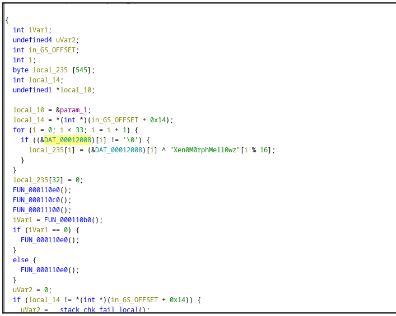 {
int iVar1;
undefined4 uVar2;
int in_GS_OFFSET;
int i;
byte local_235 [545];
int local_14;
undefined1 *local_10;
local_10 = &param_1;
local_14 = *(int *)(in_GS_OFFSET + 0x14);
for (i = 0; i < 33; i = i + 1) {
if ((&DAT_00012008)[i] != '\0') {
local_235[i] = (&DAT_00012008)[i] ^ "Xen0M0rphMell0wz"[i % 16];
}
}
local_235[32] = 0;
FUN_000110e0();
FUN_000110c0();
FUN_00011100();
iVar1 = FUN_000110b0();
if (iVar1 == 0) {
FUN_000110e0();
}
else {
FUN_000110e0();
}
uVar2 = 0;
if (local_14 != *(int *)(in_GS_OFFSET + 0x14)) {
uVar2 = __stack_chk_fail_local();